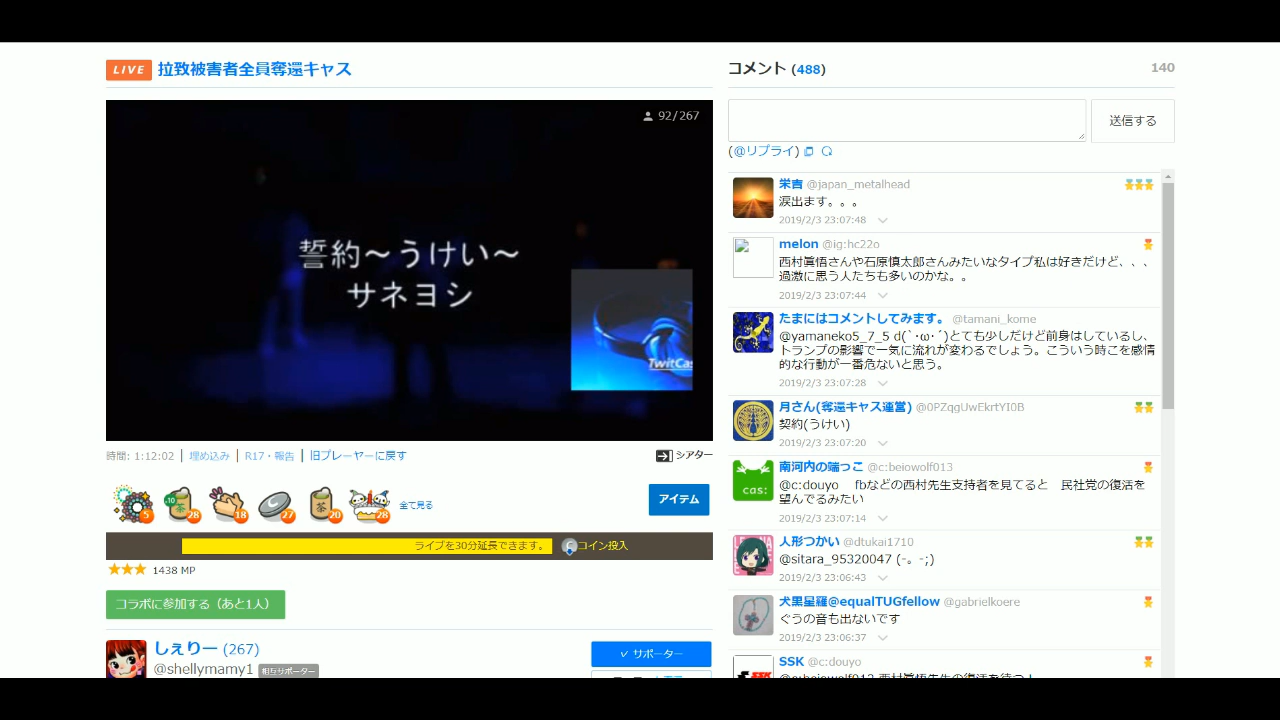 LIVE 拉致被害者全員奪還キャス
92/267
誓約～うけい～
サネヨシ
TwitCas
時間: 1:12:02 | 埋め込み | R17・報告 | 旧プレーヤーに戻す
シアター
5
+10
28
18
27
茶
20
28
全て見る
アイテム
ライブを30分延長できます。
C コイン投入
1438 MP
コラボに参加する（あと1人）
しぇりー (267)
@shellymamy1 相互サポーター
✓ サポーター
コメント (488)
140
送信する
(@リプライ)
栄吉 @japan_metalhead
涙出ます。。。
2019/2/3 23:07:48
melon @ig:hc22o
西村眞悟さんや石原慎太郎さんみたいなタイプ私は好きだけど、、、
過激に思う人たちも多いのかな。。
2019/2/3 23:07:44
たまにはコメントしてみます。 @tamani_kome
@yamaneko5_7_5 d(`･ω･´)とても少しだけど前身はしているし、
トランプの影響で一気に流れが変わるでしょう。こういう時こを感情
的な行動が一番危ないと思う。
2019/2/3 23:07:28
月さん(奪還キャス運営) @0PZqgUwEkrtYI0B
契約(うけい)
2019/2/3 23:07:20
cas:
南河内の端っこ @c:beiowolf013
@c:douyo　fbなどの西村先生支持者を見てると　民社党の復活を
望んでるみたい
2019/2/3 23:07:14
人形つかい @dtukai1710
@sitara_95320047 (-。-;)
2019/2/3 23:06:43
犬黒星羅@equalTUGfellow @gabrielkoere
ぐうの音も出ないです
2019/2/3 23:06:37
SSK @c:douyo